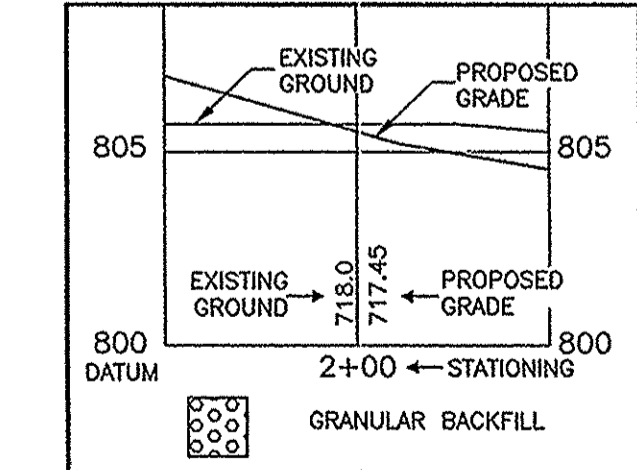 EXISTING
GROUND
PROPOSED
GRADE
805
805
EXISTING
GROUND
718.0
717.45
PROPOSED
GRADE
800
800
DATUM
2+00
STATIONING
GRANULAR BACKFILL